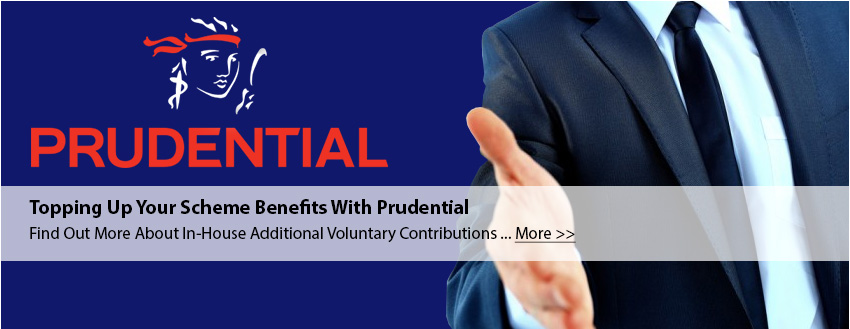 PRUDENTIAL
Topping Up Your Scheme Benefits With Prudential
Find Out More About In-House Additional Voluntary Contributions ... More >>